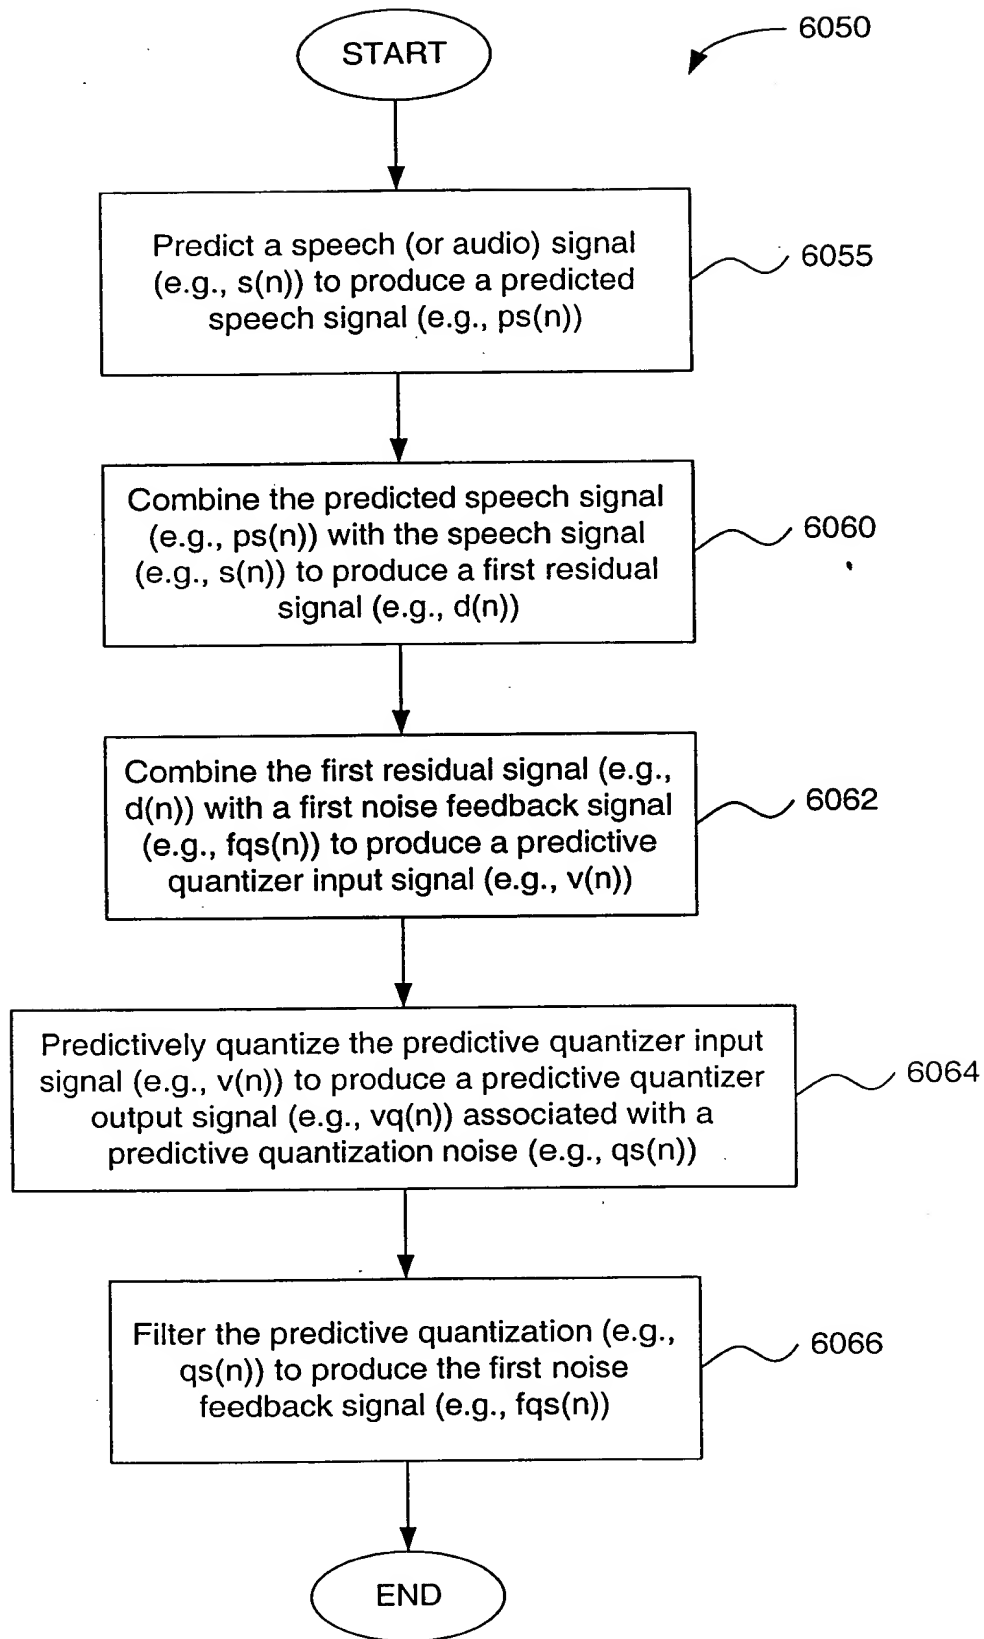 START
6050
Predict a speech (or audio) signal
(e.g., s(n)) to produce a predicted
speech signal (e.g., ps(n))
6055
Combine the predicted speech signal
(e.g., ps(n)) with the speech signal
(e.g., s(n)) to produce a first residual
signal (e.g., d(n))
6060
Combine the first residual signal (e.g.,
d(n)) with a first noise feedback signal
(e.g., fqs(n)) to produce a predictive
quantizer input signal (e.g., v(n))
6062
Predictively quantize the predictive quantizer input
signal (e.g., v(n)) to produce a predictive quantizer
output signal (e.g., vq(n)) associated with a
predictive quantization noise (e.g., qs(n))
6064
Filter the predictive quantization (e.g.,
qs(n)) to produce the first noise
feedback signal (e.g., fqs(n))
6066
END